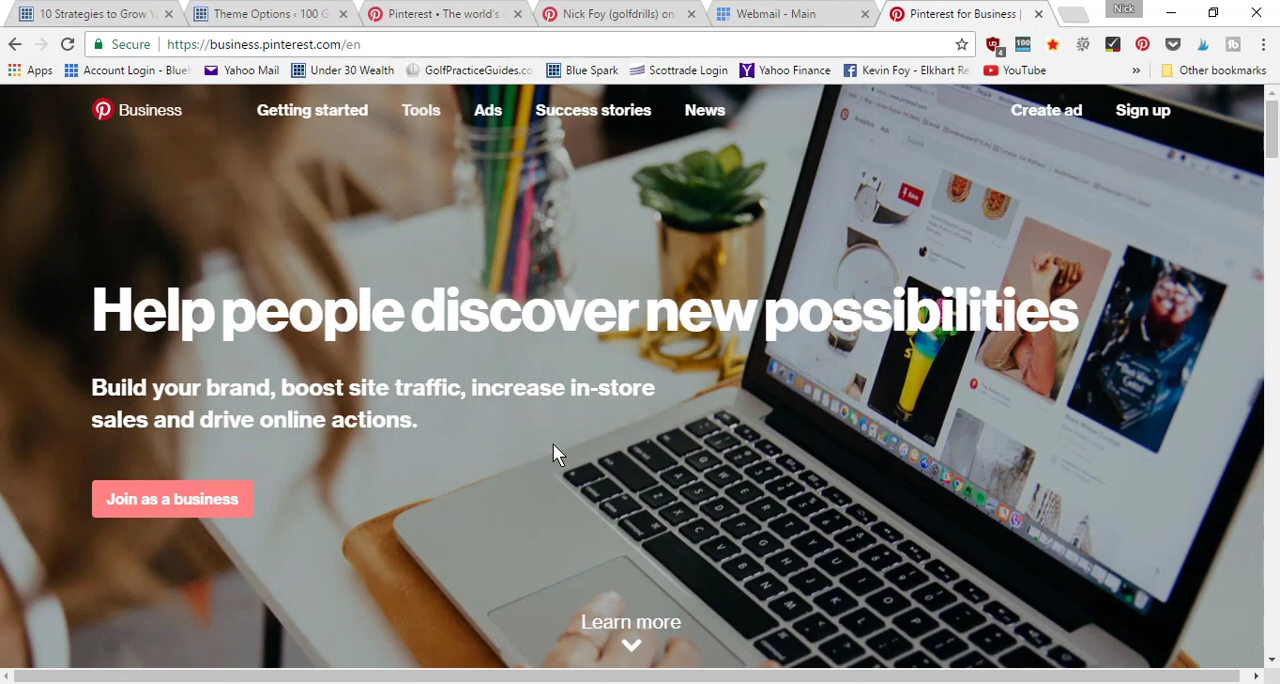 10 Strategies to Grow Y
Theme Options ‹ 100 G
Pinterest • The world's
Nick Foy (golfdrills) on
Webmail - Main
Pinterest for Business |
Nick
Secure
https://business.pinterest.com/en
4
100
Apps
Account Login - Blueh
Yahoo Mail
Under 30 Wealth
GolfPracticeGuides.co
Blue Spark
Scottrade Login
Yahoo Finance
Kevin Foy - Elkhart Re
YouTube
»
Other bookmarks
Business
Getting started
Tools
Ads
Success stories
News
Create ad
Sign up
Help people discover new possibilities
Build your brand, boost site traffic, increase in-store
sales and drive online actions.
Join as a business
Learn more